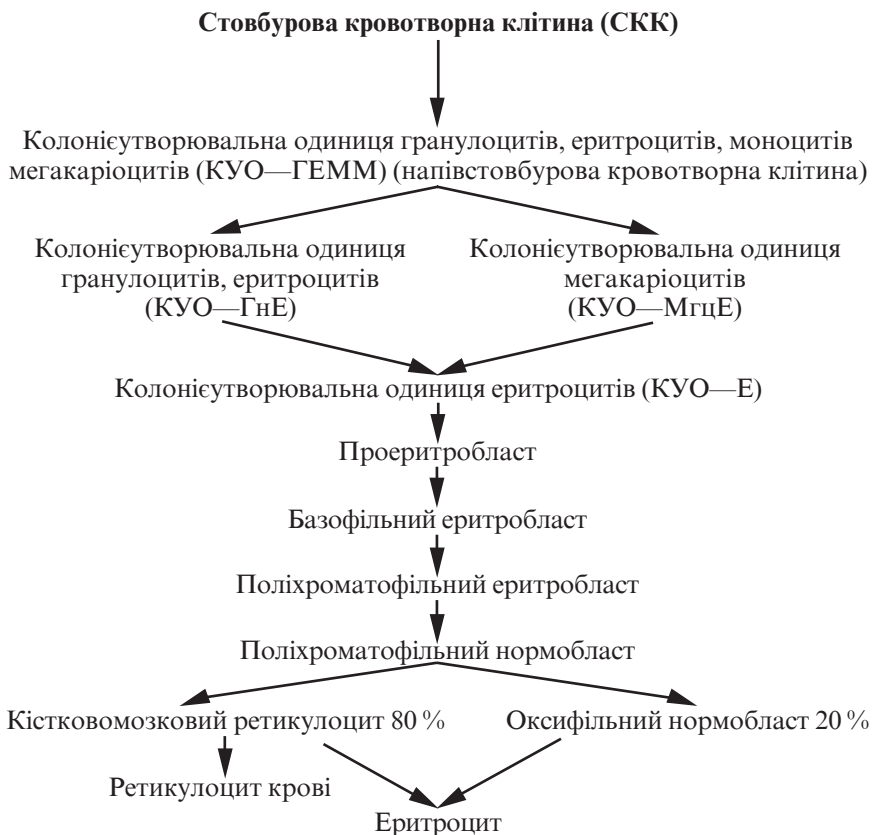 Стовбурова кровотворна клітина (СКК)
Колонієутворювальна одиниця гранулоцитів, еритроцитів, моноцитів
мегакаріоцитів (КУО—ГЕММ) (напівстовбурова кровотворна клітина)
Колонієутворювальна одиниця
гранулоцитів, еритроцитів
(КУО—ГнЕ)
Колонієутворювальна одиниця
мегакаріоцитів
(КУО—МгцЕ)
Колонієутворювальна одиниця еритроцитів (КУО—Е)
Проеритробласт
Базофільний еритробласт
Поліхроматофільний еритробласт
Поліхроматофільний нормобласт
Кістковомозковий ретикулоцит 80 %
Оксифільний нормобласт 20 %
Ретикулоцит крові
Еритроцит